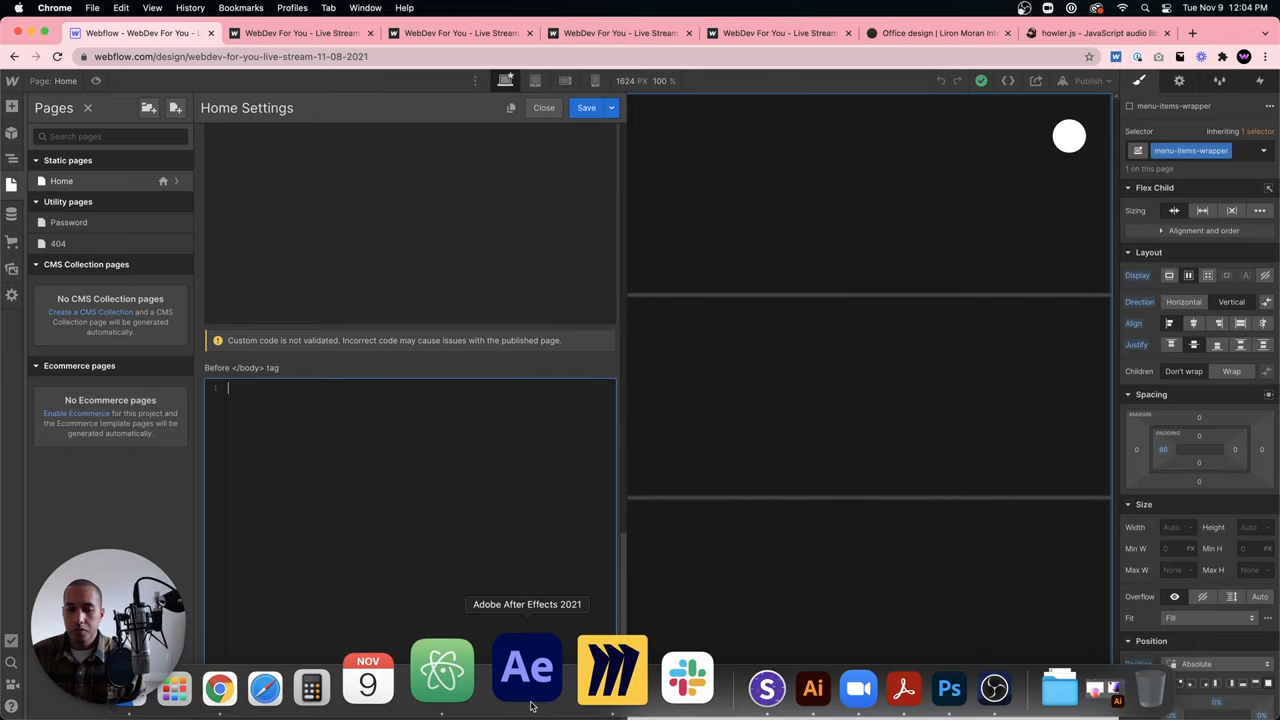 Chrome File Edit View History Bookmarks Profiles Tab Window Help Tue Nov 9 12:04 PM
Webflow - WebDev For You - L
WebDev For You - Live Stream
WebDev For You - Live Stream
WebDev For You - Live Stream
WebDev For You - Live Stream
Office design | Liron Moran Int
howler.js - JavaScript audio lib
webflow.com/design/webdev-for-you-live-stream-11-08-2021
Page: Home
1624 PX 100 %
Publish
Pages
Search pages
Static pages
Home
Utility pages
Password
404
CMS Collection pages
No CMS Collection pages
Create a CMS Collection and a CMS
Collection page will be generated
automatically.
Ecommerce pages
No Ecommerce pages
Enable Ecommerce for this project and
the Ecommerce template pages will be
generated automatically.
Home Settings
Close
Save
Custom code is not validated. Incorrect code may cause issues with the published page.
Before </body> tag
1
menu-items-wrapper
Selector Inheriting 1 selector
menu-items-wrapper
1 on this page
Flex Child
Sizing
Alignment and order
Layout
Display
Direction Horizontal Vertical
Align
Justify
Children Don't wrap Wrap
Spacing
MARGIN
0
PADDING
0
0 60 0 0
0
0
Size
Width Auto - Height Auto -
Min W 0 PX Min H 0 PX
Max W None - Max H None -
Overflow Auto
Fit Fill
Position
Absolute
0%
Adobe After Effects 2021
NOV
9
Ae
S
Ai
Ps